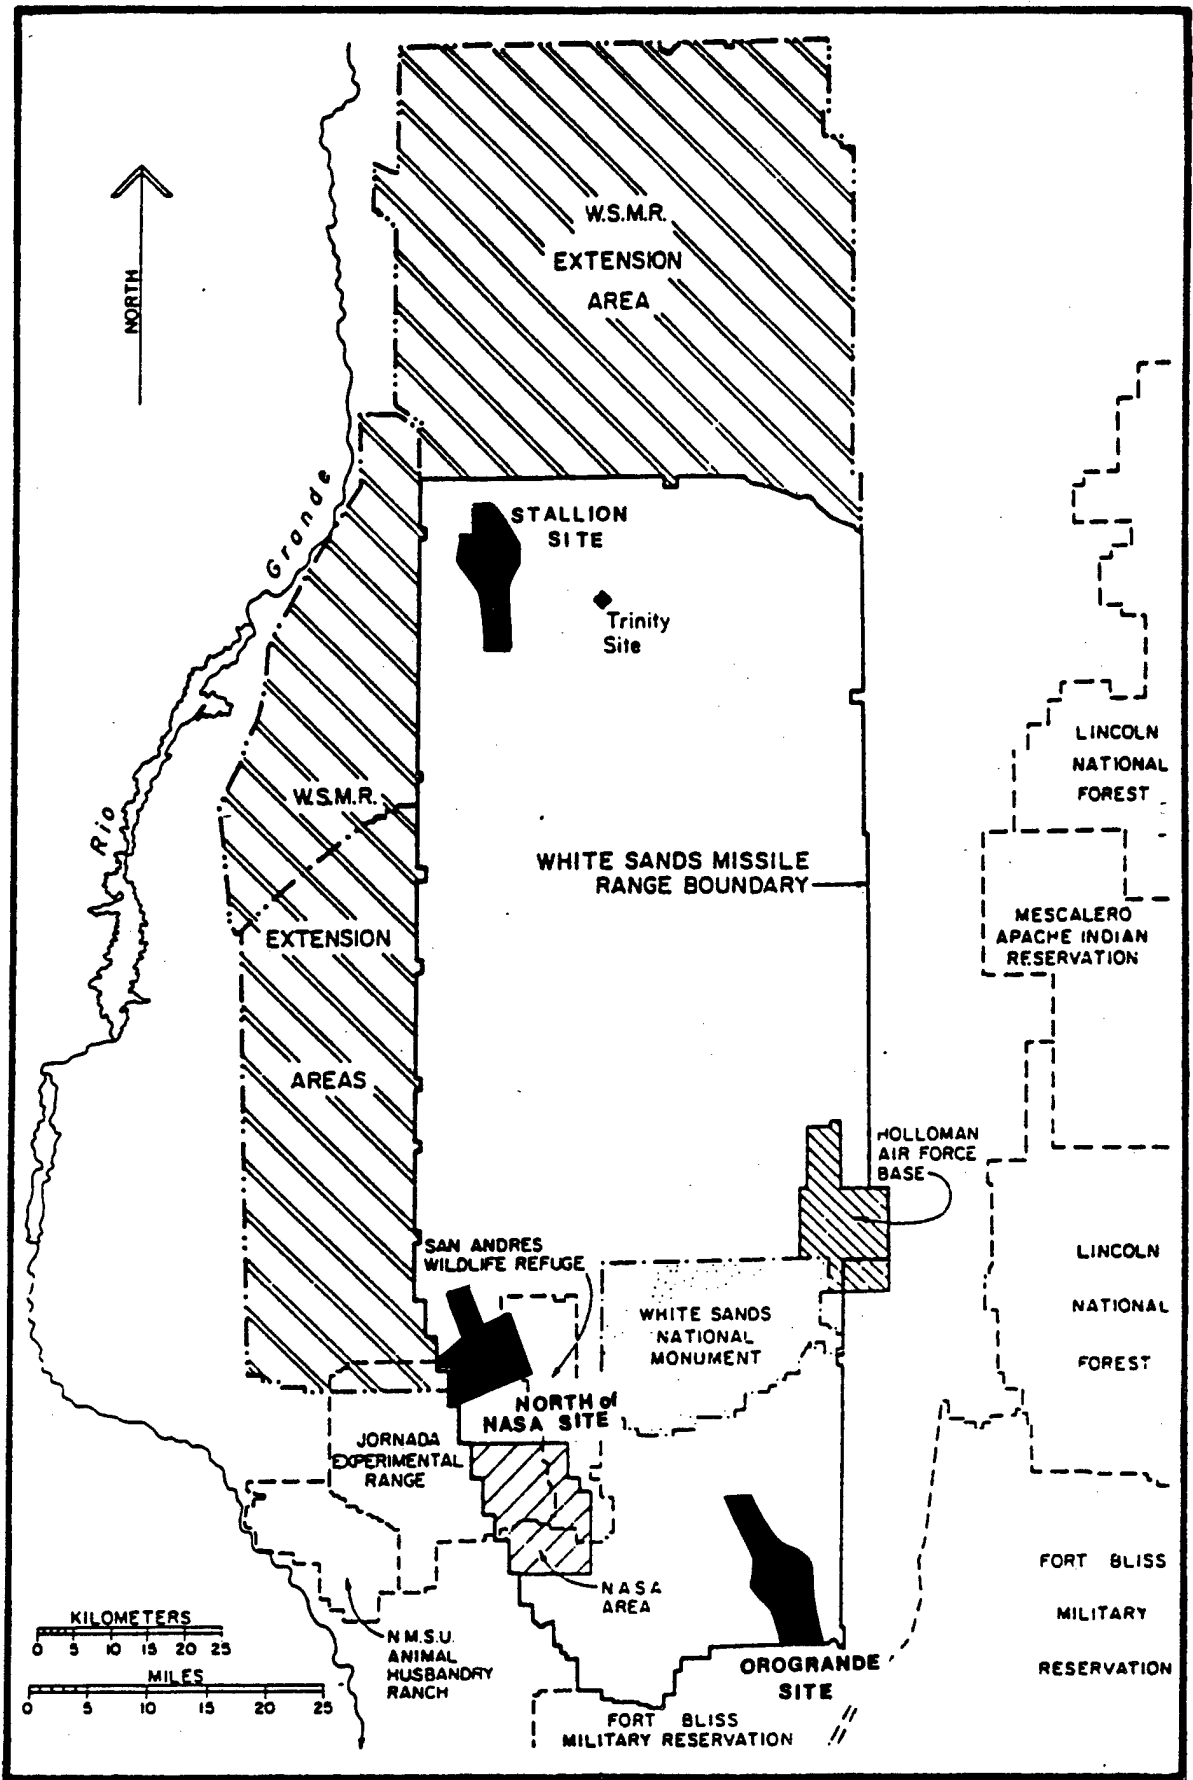 W.S.M.R.
EXTENSION
AREA
NORTH
Rio Grande
STALLION
SITE
Trinity
Site
LINCOLN
NATIONAL
FOREST
W.S.M.R.
EXTENSION
AREAS
WHITE SANDS MISSILE
RANGE BOUNDARY
MESCALERO
APACHE INDIAN
RESERVATION
HOLLOMAN
AIR FORCE
BASE
SAN ANDRES
WILDLIFE REFUGE
WHITE SANDS
NATIONAL
MONUMENT
LINCOLN
NATIONAL
FOREST
NORTH of
NASA SITE
JORNADA
EXPERIMENTAL
RANGE
NASA
AREA
FORT BLISS
MILITARY
RESERVATION
KILOMETERS
0 5 10 15 20 25
MILES
0 5 10 15 20 25
N.M.S.U.
ANIMAL
HUSBANDRY
RANCH
OROGRANDE
SITE
FORT BLISS
MILITARY RESERVATION